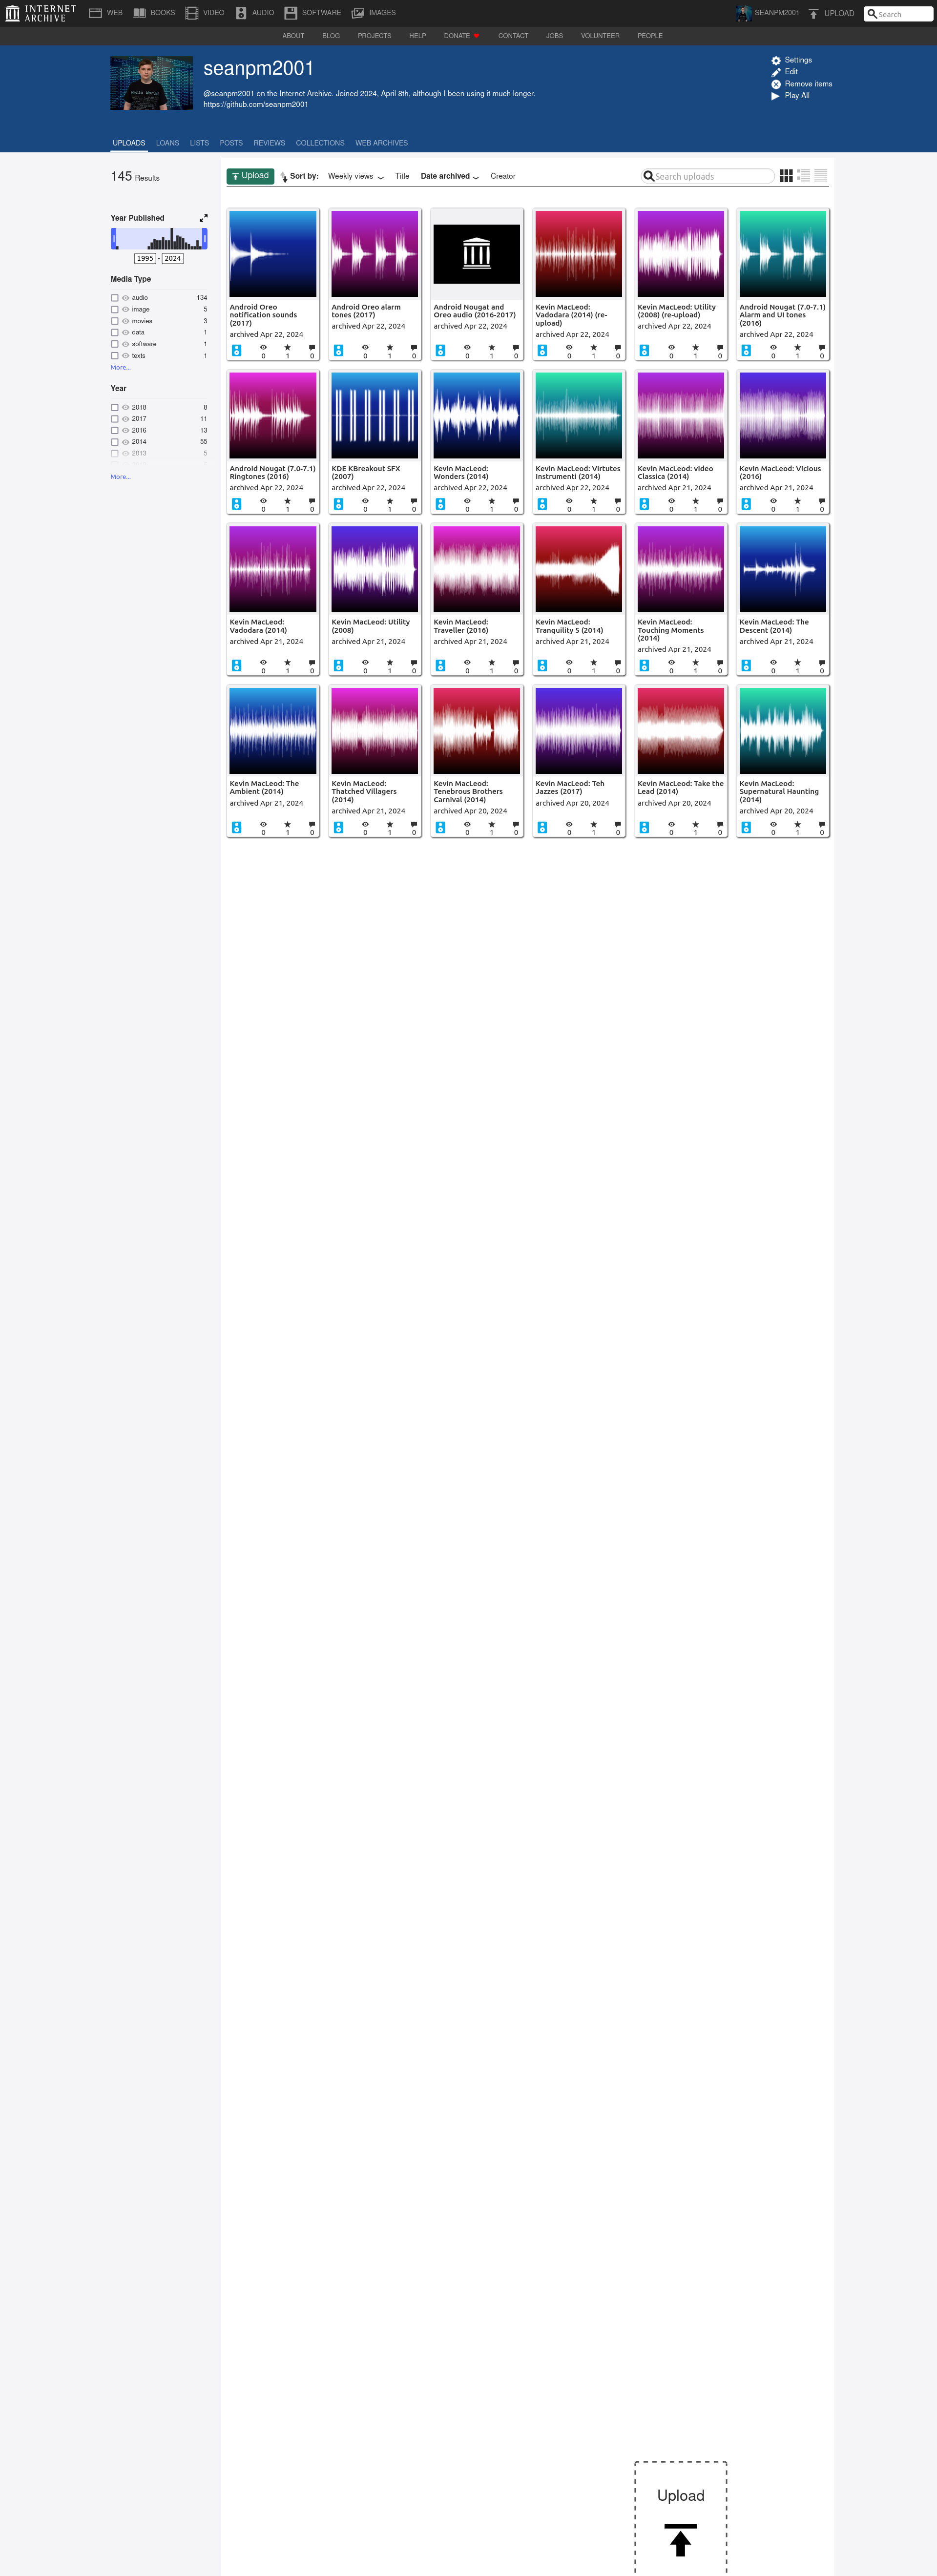 INTERNET ARCHIVE
WEB BOOKS VIDEO AUDIO SOFTWARE IMAGES SEANPM2001 UPLOAD Search
ABOUT BLOG PROJECTS HELP DONATE CONTACT JOBS VOLUNTEER PEOPLE
Hello World
seanpm2001
@seanpm2001 on the Internet Archive. Joined 2024, April 8th, although I been using it much longer.
https://github.com/seanpm2001
Settings
Edit
Remove items
Play All
UPLOADS LOANS LISTS POSTS REVIEWS COLLECTIONS WEB ARCHIVES
145 Results
Year Published
1995 - 2024
Media Type
audio 134
image 5
movies 3
data 1
software 1
texts 1
More...
Year
2018 8
2017 11
2016 13
2014 55
2013 5
More...
Upload Sort by: Weekly views Title Date archived Creator Search uploads
Android Oreo
notification sounds
(2017)
archived Apr 22, 2024
0 1 0
Android Oreo alarm
tones (2017)
archived Apr 22, 2024
0 1 0
Android Nougat and
Oreo audio (2016-2017)
archived Apr 22, 2024
0 1 0
Kevin MacLeod:
Vadodara (2014) (re-
upload)
archived Apr 22, 2024
0 1 0
Kevin MacLeod: Utility
(2008) (re-upload)
archived Apr 22, 2024
0 1 0
Android Nougat (7.0-7.1)
Alarm and UI tones
(2016)
archived Apr 22, 2024
0 1 0
Android Nougat (7.0-7.1)
Ringtones (2016)
archived Apr 22, 2024
0 1 0
KDE KBreakout SFX
(2007)
archived Apr 22, 2024
0 1 0
Kevin MacLeod:
Wonders (2014)
archived Apr 22, 2024
0 1 0
Kevin MacLeod: Virtutes
Instrumenti (2014)
archived Apr 22, 2024
0 1 0
Kevin MacLeod: video
Classica (2014)
archived Apr 21, 2024
0 1 0
Kevin MacLeod: Vicious
(2016)
archived Apr 21, 2024
0 1 0
Kevin MacLeod:
Vadodara (2014)
archived Apr 21, 2024
0 1 0
Kevin MacLeod: Utility
(2008)
archived Apr 21, 2024
0 1 0
Kevin MacLeod:
Traveller (2016)
archived Apr 21, 2024
0 1 0
Kevin MacLeod:
Tranquility 5 (2014)
archived Apr 21, 2024
0 1 0
Kevin MacLeod:
Touching Moments
(2014)
archived Apr 21, 2024
0 1 0
Kevin MacLeod: The
Descent (2014)
archived Apr 21, 2024
0 1 0
Kevin MacLeod: The
Ambient (2014)
archived Apr 21, 2024
0 1 0
Kevin MacLeod:
Thatched Villagers
(2014)
archived Apr 21, 2024
0 1 0
Kevin MacLeod:
Tenebrous Brothers
Carnival (2014)
archived Apr 20, 2024
0 1 0
Kevin MacLeod: Teh
Jazzes (2017)
archived Apr 20, 2024
0 1 0
Kevin MacLeod: Take the
Lead (2014)
archived Apr 20, 2024
0 1 0
Kevin MacLeod:
Supernatural Haunting
(2014)
archived Apr 20, 2024
0 1 0
Upload